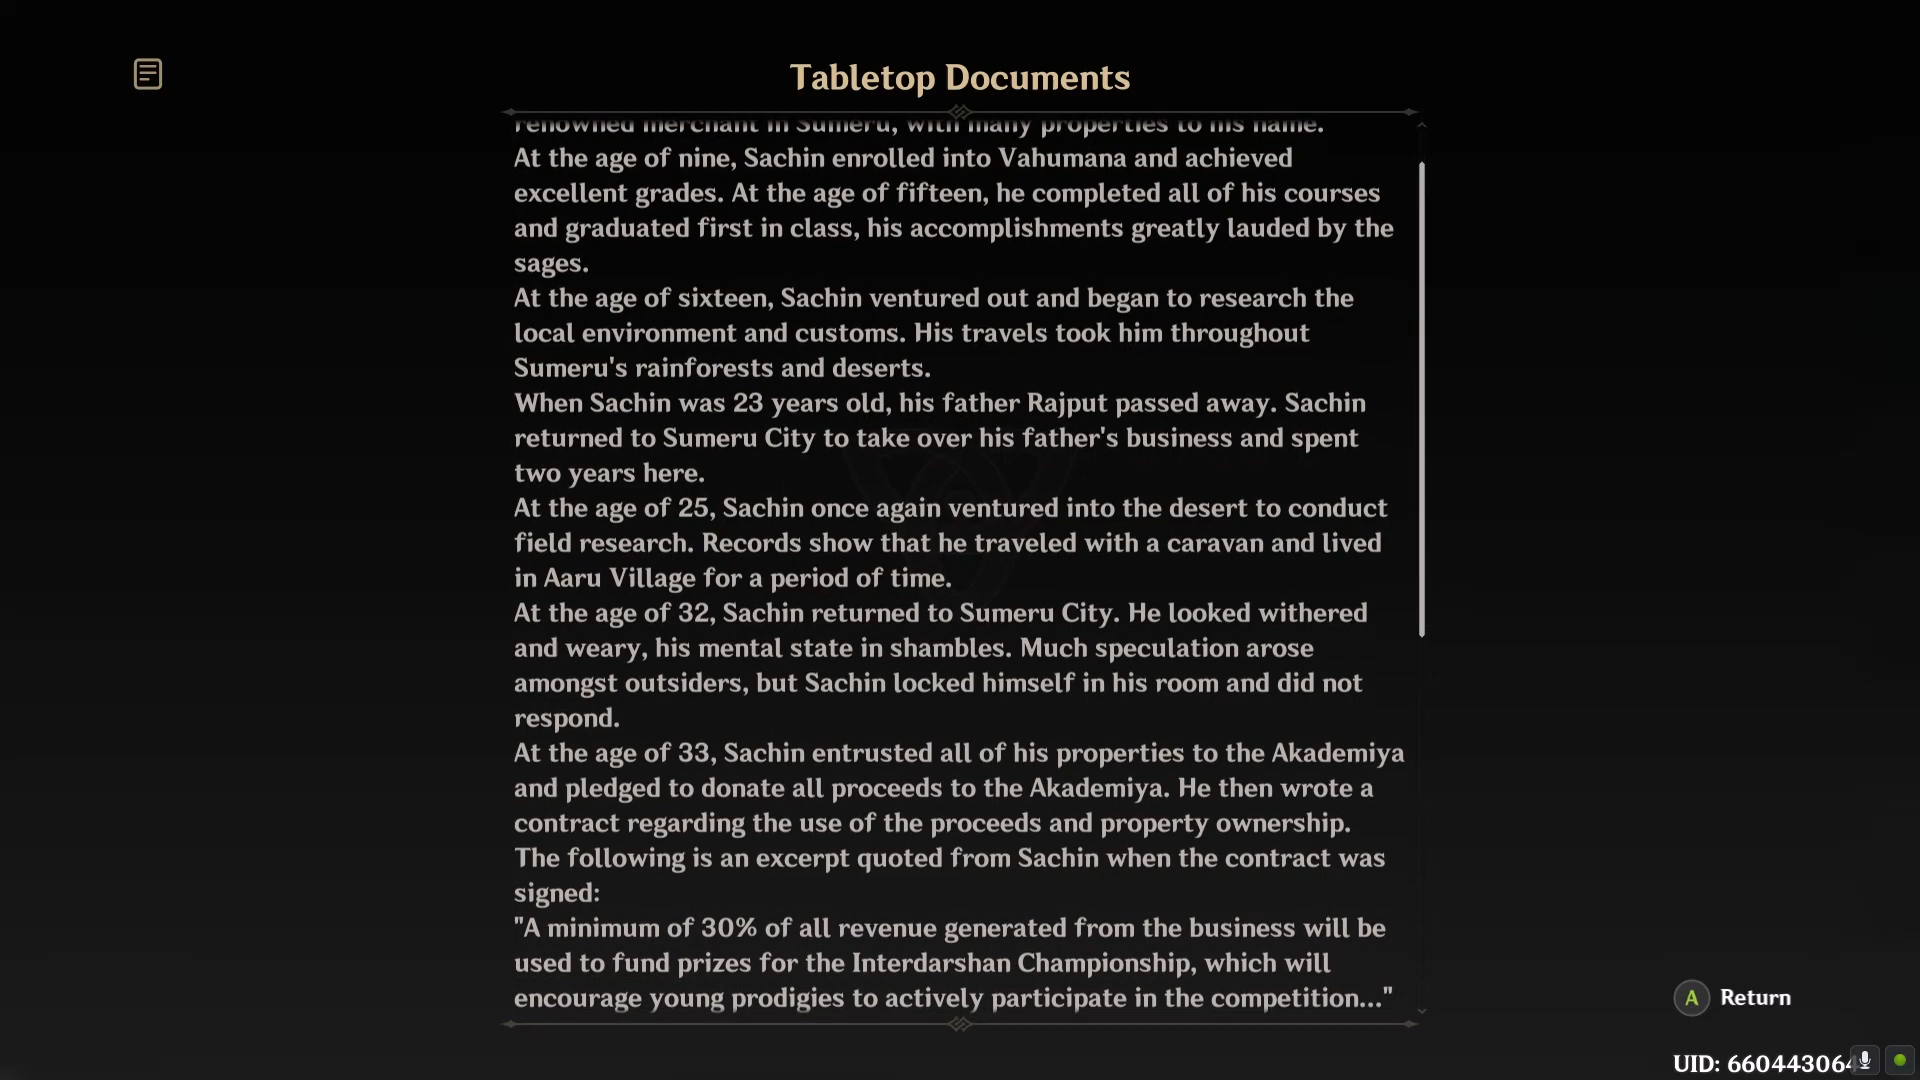 Tabletop Documents
renowned merchant in Sumeru, with many properties to his name.
At the age of nine, Sachin enrolled into Vahumana and achieved
excellent grades. At the age of fifteen, he completed all of his courses
and graduated first in class, his accomplishments greatly lauded by the
sages.
At the age of sixteen, Sachin ventured out and began to research the
local environment and customs. His travels took him throughout
Sumeru's rainforests and deserts.
When Sachin was 23 years old, his father Rajput passed away. Sachin
returned to Sumeru City to take over his father's business and spent
two years here.
At the age of 25, Sachin once again ventured into the desert to conduct
field research. Records show that he traveled with a caravan and lived
in Aaru Village for a period of time.
At the age of 32, Sachin returned to Sumeru City. He looked withered
and weary, his mental state in shambles. Much speculation arose
amongst outsiders, but Sachin locked himself in his room and did not
respond.
At the age of 33, Sachin entrusted all of his properties to the Akademiya
and pledged to donate all proceeds to the Akademiya. He then wrote a
contract regarding the use of the proceeds and property ownership.
The following is an excerpt quoted from Sachin when the contract was
signed:
"A minimum of 30% of all revenue generated from the business will be
used to fund prizes for the Interdarshan Championship, which will
encourage young prodigies to actively participate in the competition..."
A Return
UID: